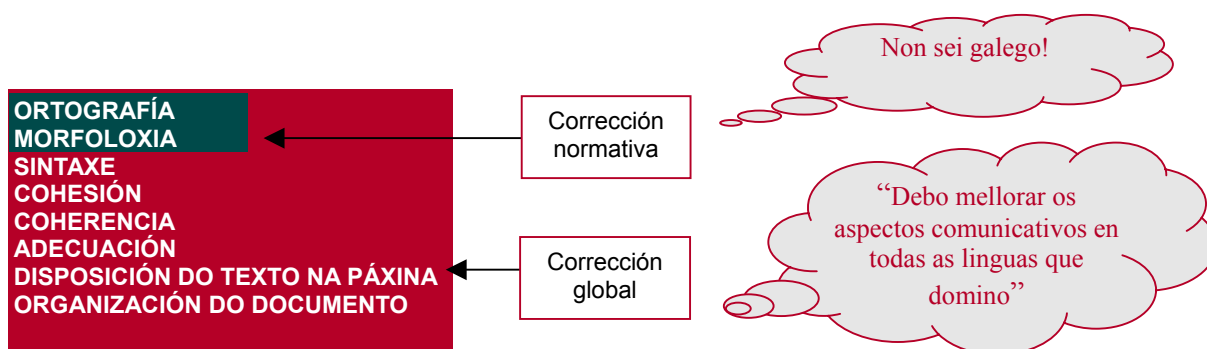 ORTOGRAFÍA
MORFOLOXIA
SINTAXE
COHESIÓN
COHERENCIA
ADECUACIÓN
DISPOSICIÓN DO TEXTO NA PÁXINA
ORGANIZACIÓN DO DOCUMENTO
Corrección
normativa
Corrección
global
Non sei galego!
“Debo mellorar os
aspectos comunicativos en
todas as linguas que
domino”